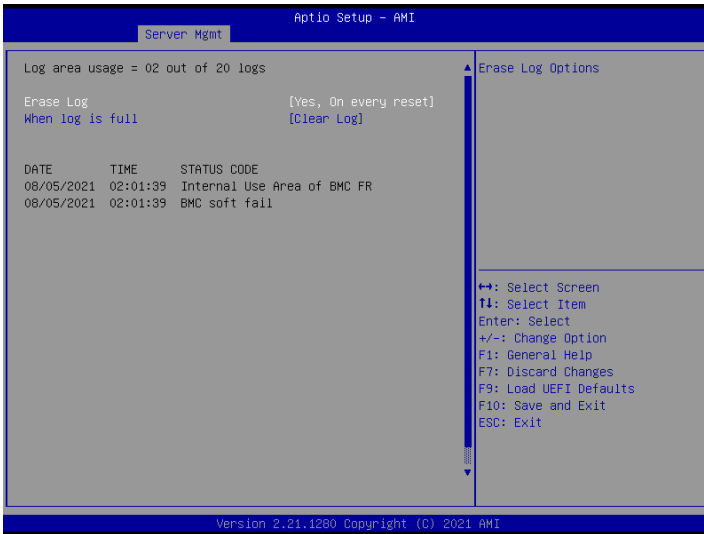 Aptio Setup – AMI
Server Mgmt
Log area usage = 02 out of 20 logs
Erase Log [Yes, On every reset]
When log is full [Clear Log]
DATE TIME STATUS CODE
08/05/2021 02:01:39 Internal Use Area of BMC FR
08/05/2021 02:01:39 BMC soft fail
Erase Log Options
↔: Select Screen
↑↓: Select Item
Enter: Select
+/-: Change Option
F1: General Help
F7: Discard Changes
F9: Load UEFI Defaults
F10: Save and Exit
ESC: Exit
Version 2.21.1280 Copyright (C) 2021 AMI